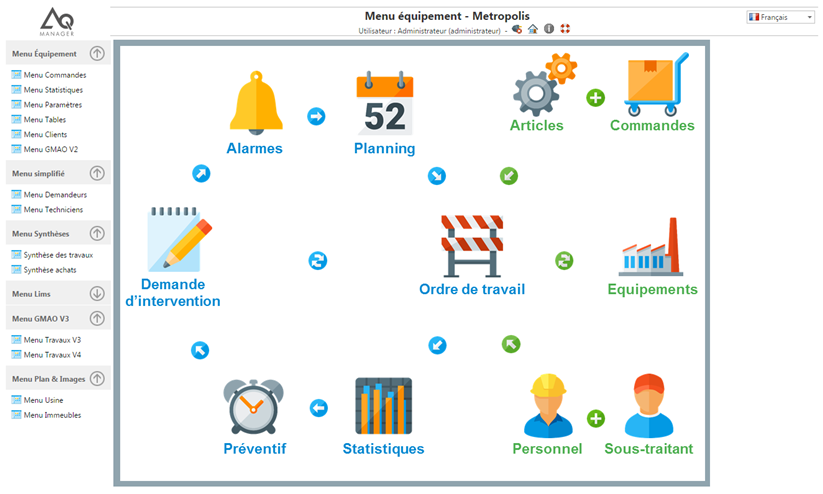 AQ
MANAGER
Menu équipement - Metropolis
Utilisateur : Administrateur (administrateur) -
Français
Menu Équipement
Menu Commandes
Menu Statistiques
Menu Paramètres
Menu Tables
Menu Clients
Menu GMAO V2
Menu simplifié
Menu Demandeurs
Menu Techniciens
Menu Synthèses
Synthèse des travaux
Synthèse achats
Menu Lims
Menu GMAO V3
Menu Travaux V3
Menu Travaux V4
Menu Plan & Images
Menu Usine
Menu Immeubles
52
Alarmes
Planning
Articles
Commandes
Demande
d'intervention
Ordre de travail
Equipements
Préventif
Statistiques
Personnel
Sous-traitant